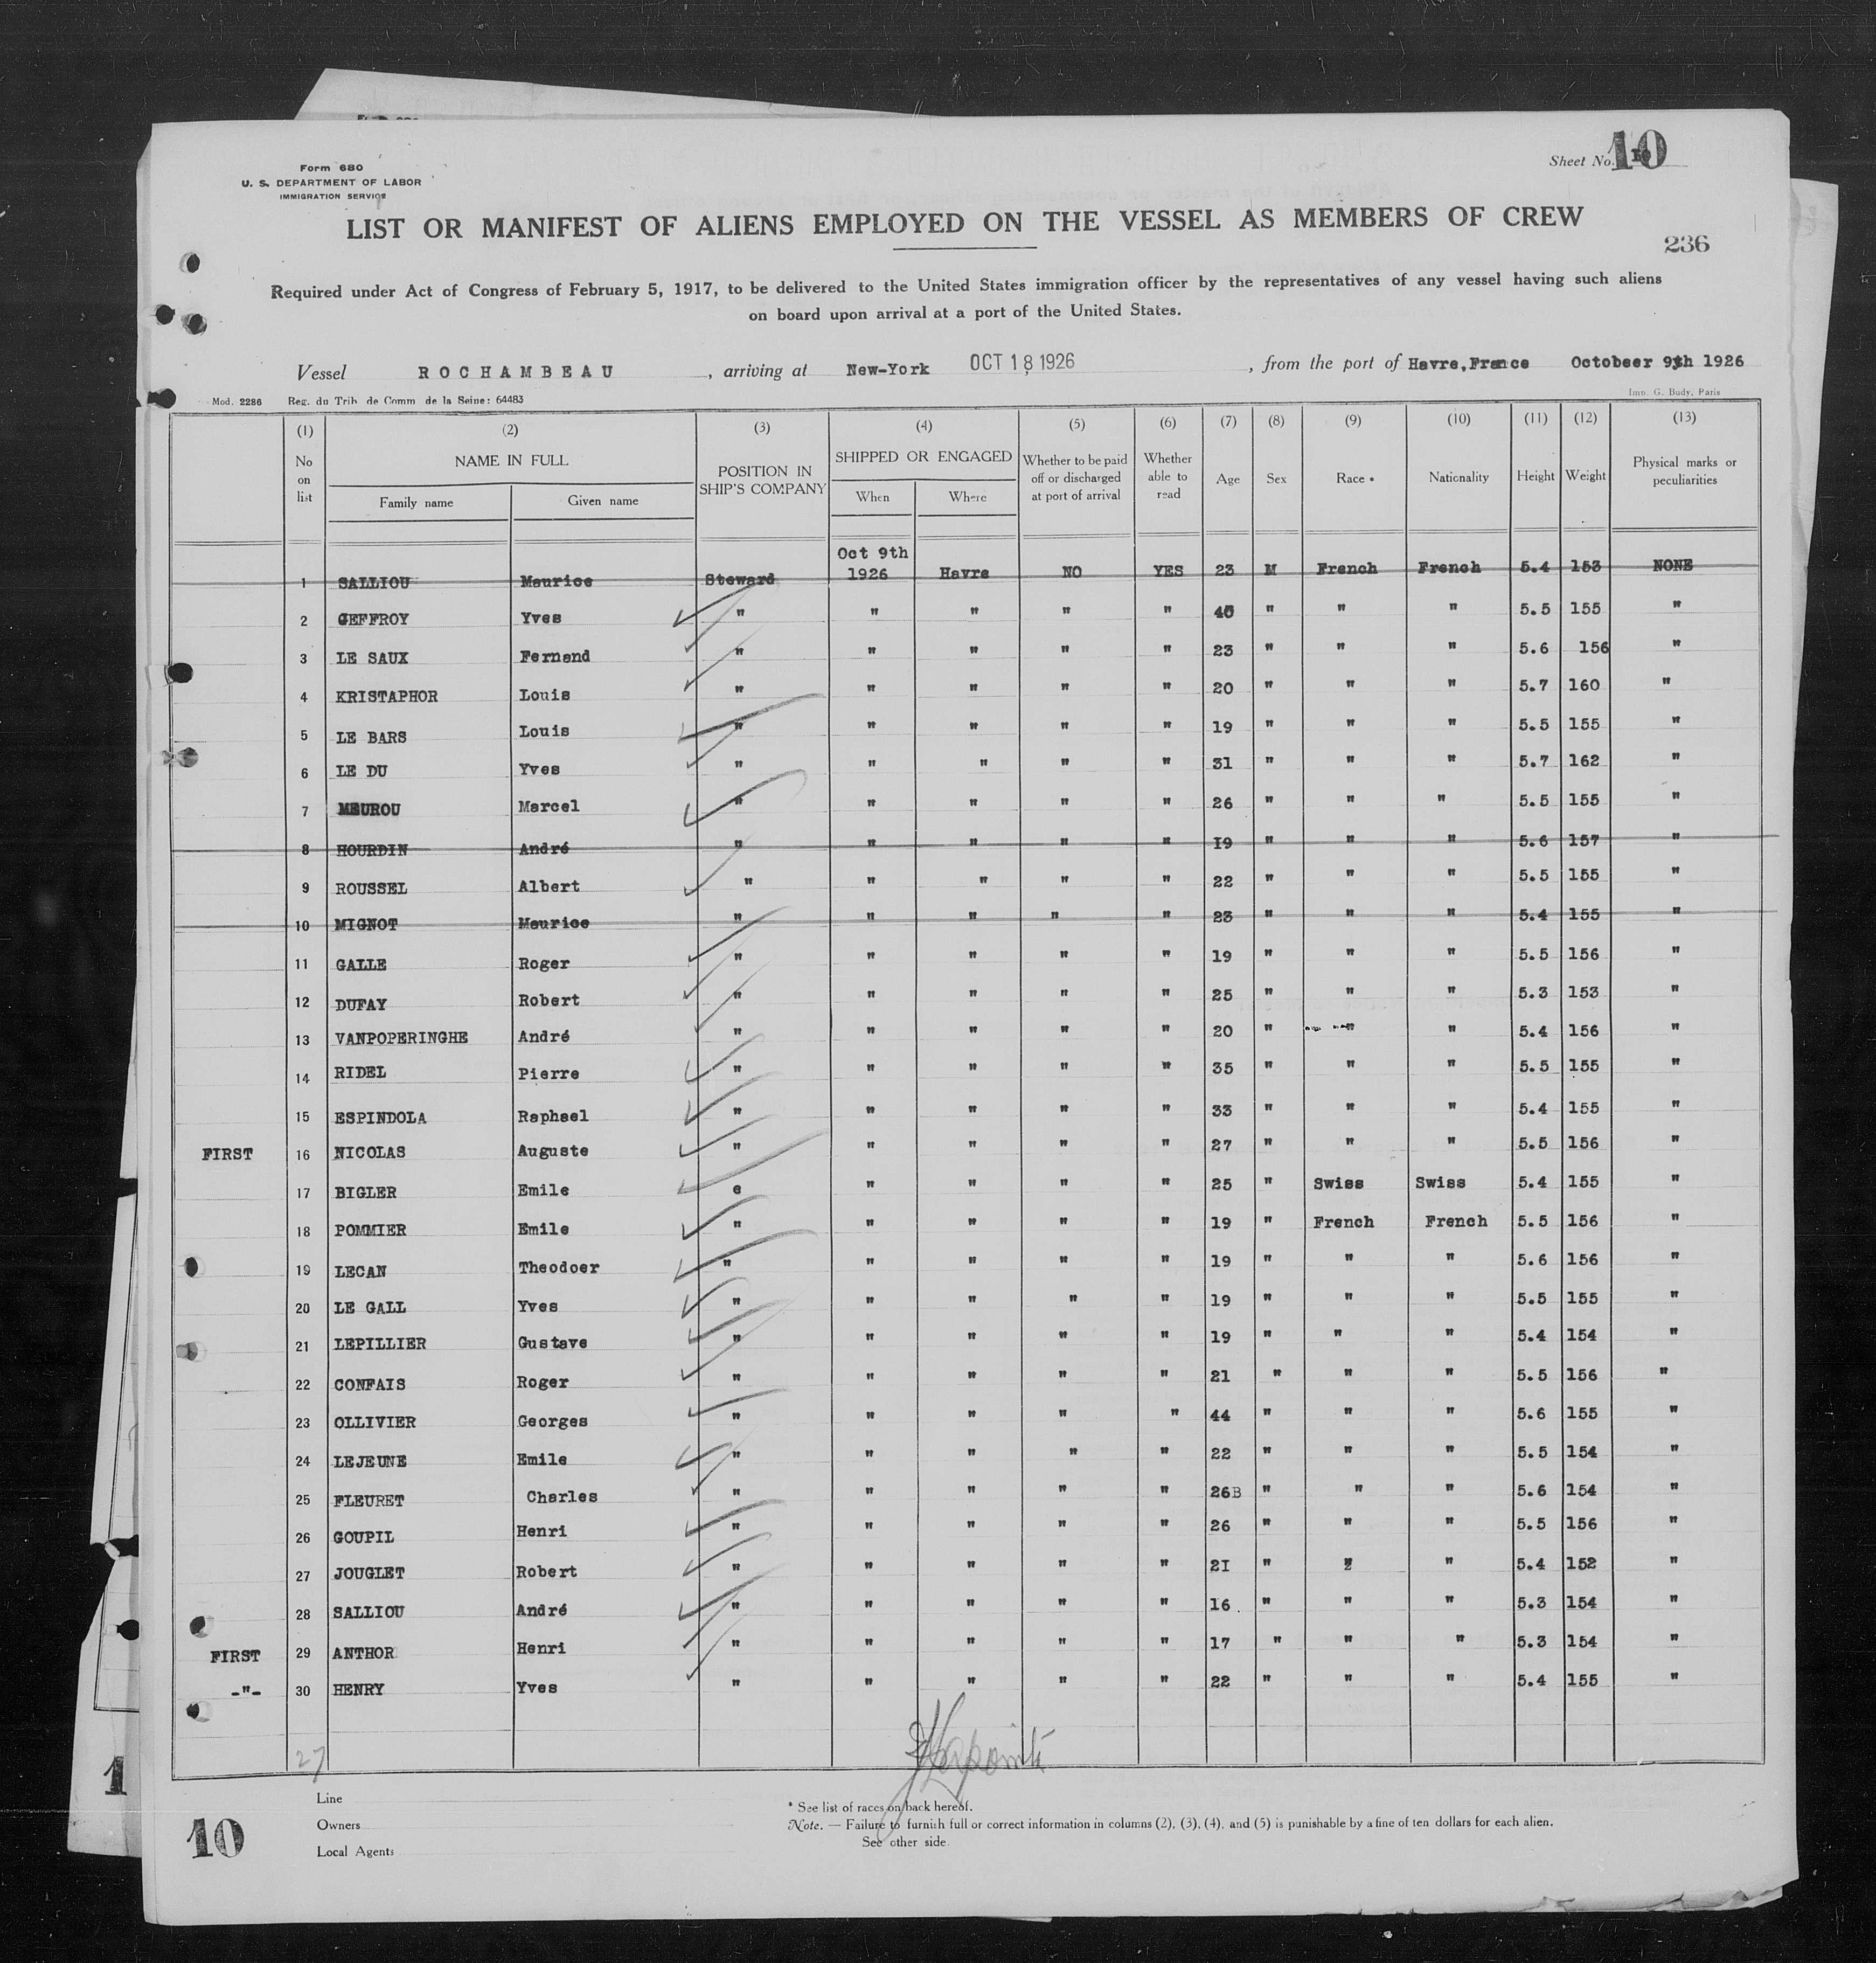 Form 680
U. S. DEPARTMENT OF LABOR
IMMIGRATION SERVICE
Sheet No. 10
LIST OR MANIFEST OF ALIENS EMPLOYED ON THE VESSEL AS MEMBERS OF CREW
236
Required under Act of Congress of February 5, 1917, to be delivered to the United States immigration officer by the representatives of any vessel having such aliens
on board upon arrival at a port of the United States.
Vessel ROCHAMBEAU , arriving at New-York OCT 18 1926 , from the port of Havre,France Octobeer 9th 1926
Mod. 2286 Reg. du Trib de Comm de la Seine: 64483 Imp. G. Budy, Paris
(1) (2) (3) (4) (5) (6) (7) (8) (9) (10) (11) (12) (13)
No on list NAME IN FULL Family name Given name POSITION IN SHIP'S COMPANY SHIPPED OR ENGAGED When Where Whether to be paid off or discharged at port of arrival Whether able to read Age Sex Race * Nationality Height Weight Physical marks or peculiarities
Oct 9th
1 SALLIOU Maurice Steward 1926 Havre NO YES 23 M French French 5.4 153 NONE
2 GEFFROY Yves " " " " " 40 " " " 5.5 155 "
3 LE SAUX Fernand " " " " " 23 " " " 5.6 156 "
4 KRISTAPHOR Louis " " " " " 20 " " " 5.7 160 "
5 LE BARS Louis " " " " " 19 " " " 5.5 155 "
6 LE DU Yves " " " " " 31 " " " 5.7 162 "
7 MEUROU Marcel " " " " " 26 " " " 5.5 155 "
8 HOURDIN André " " " " " I9 " " " 5.6 157 "
9 ROUSSEL Albert " " " " " 22 " " " 5.5 155 "
10 MIGNOT Maurice " " " " " 23 " " " 5.4 155 "
11 GALLE Roger " " " " " 19 " " " 5.5 156 "
12 DUFAY Robert " " " " " 25 " " " 5.3 153 "
13 VANPOPERINGHE André " " " " " 20 " " " 5.4 156 "
14 RIDEL Pierre " " " " " 35 " " " 5.5 155 "
15 ESPINDOLA Raphael " " " " " 33 " " " 5.4 155 "
FIRST 16 NICOLAS Auguste " " " " " 27 " " " 5.5 156 "
17 BIGLER Emile e " " " " 25 " Swiss Swiss 5.4 155 "
18 POMMIER Emile " " " " " 19 " French French 5.5 156 "
19 LECAN Theodoer " " " " " 19 " " " 5.6 156 "
20 LE GALL Yves " " " " " 19 " " " 5.5 155 "
21 LEPILLIER Gustave " " " " " 19 " " " 5.4 154 "
22 CONFAIS Roger " " " " " 21 " " " 5.5 156 "
23 OLLIVIER Georges " " " " " 44 " " " 5.6 155 "
24 LEJEUNE Emile " " " " " 22 " " " 5.5 154 "
25 FLEURET Charles " " " " " 26B " " " 5.6 154 "
26 GOUPIL Henri " " " " " 26 " " " 5.5 156 "
27 JOUGLET Robert " " " " " 2I " " " 5.4 152 "
28 SALLIOU André " " " " " 16 " " " 5.3 154 "
FIRST 29 ANTHOR Henri " " " " " 17 " " " 5.3 154 "
-"- 30 HENRY Yves " " " " " 22 " " " 5.4 155 "
27
Line
Owners
Local Agents
* See list of races on back hereof.
Note. — Failure to furnish full or correct information in columns (2), (3), (4), and (5) is punishable by a fine of ten dollars for each alien.
See other side.
10
1